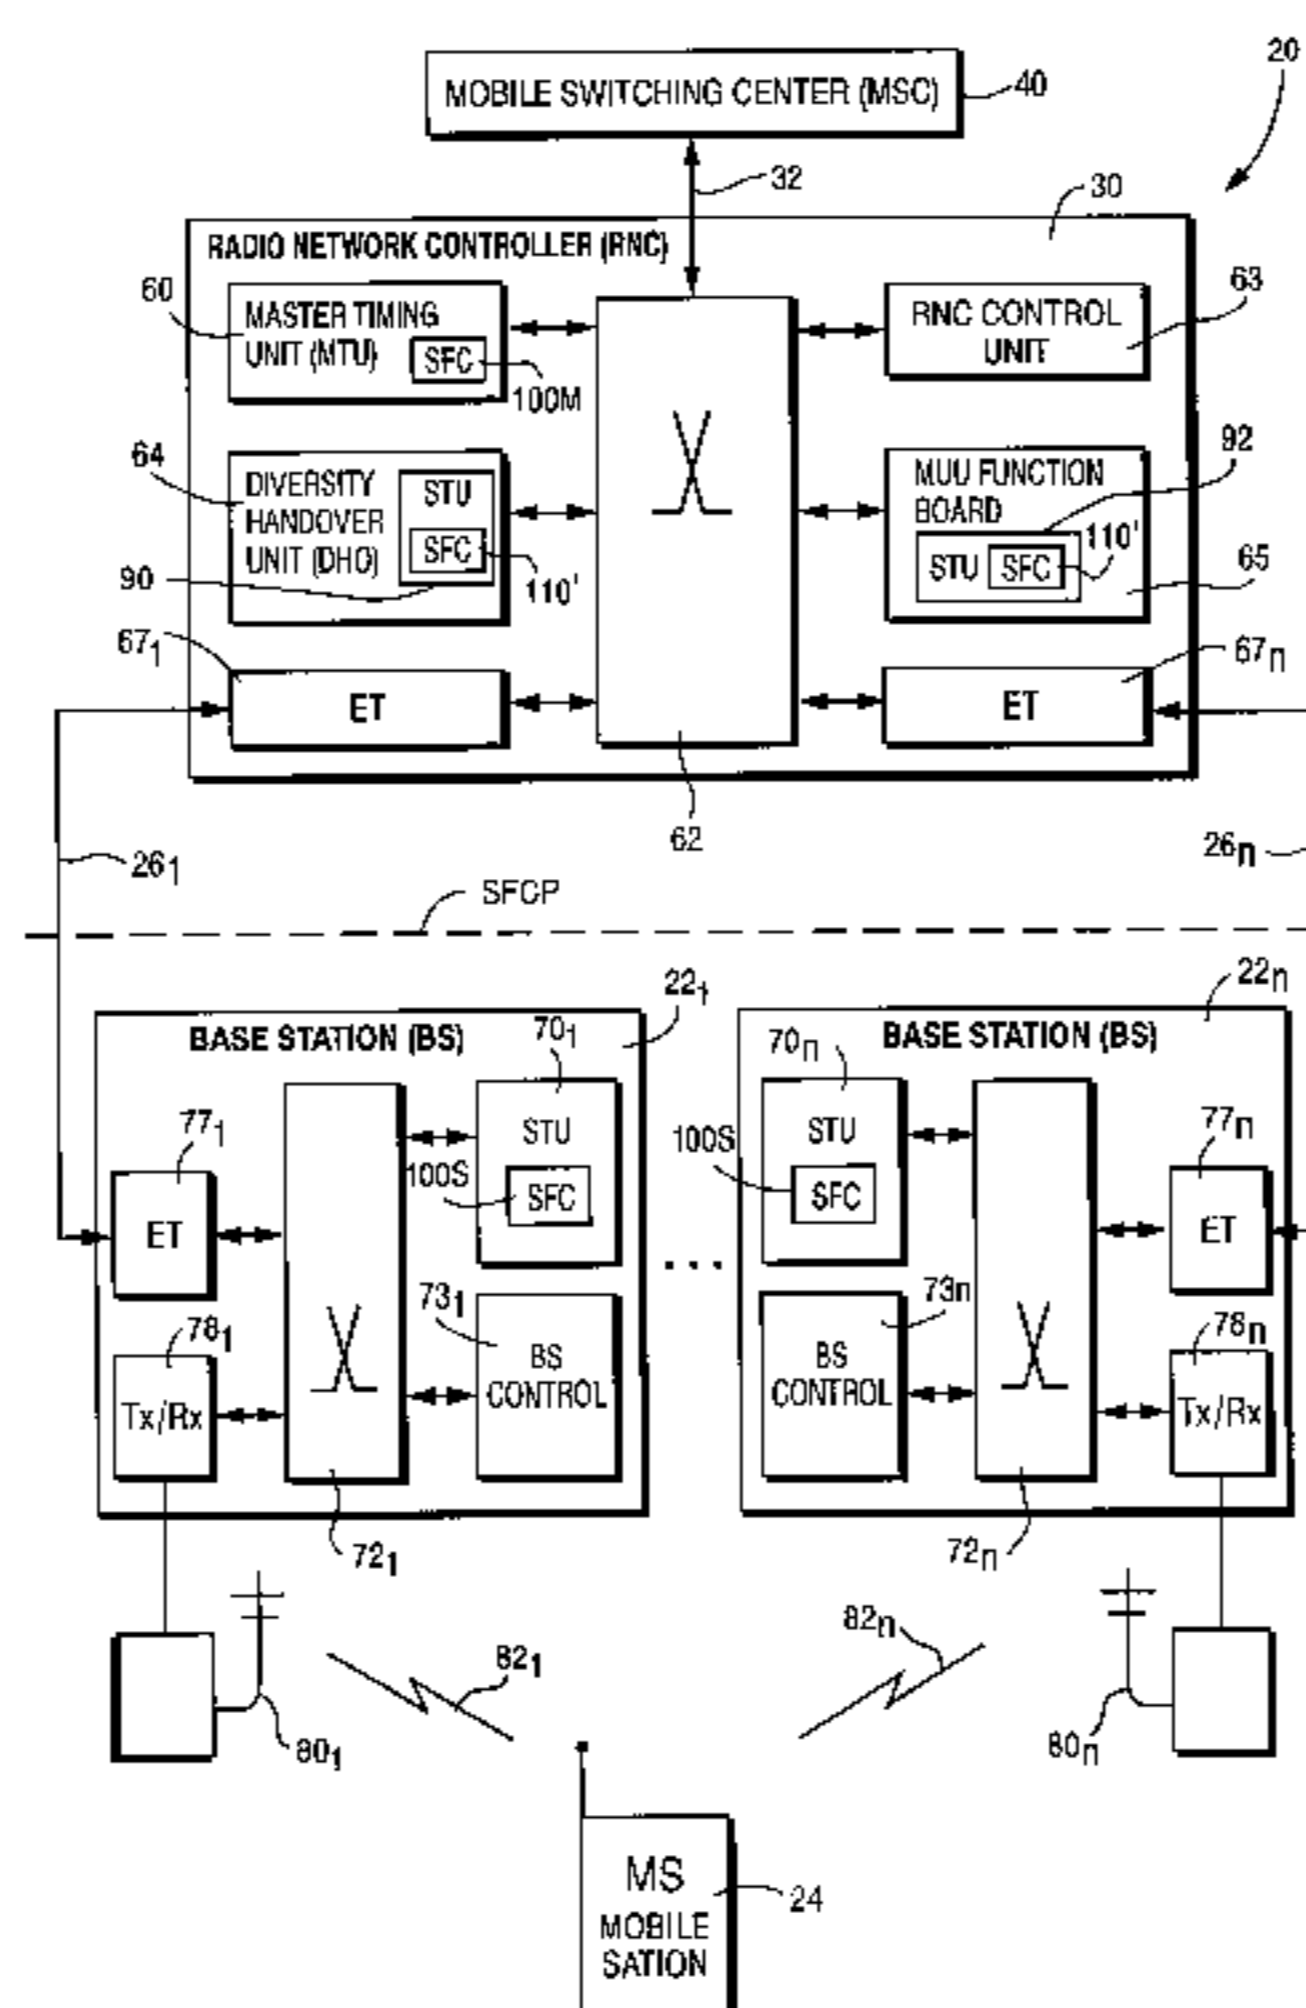 20
MOBILE SWITCHING CENTER (MSC)
40
32
30
RADIO NETWORK CONTROLLER (RNC)
60
MASTER TIMING
UNIT (MTU)
SFC
100M
RNC CONTROL
UNIT
63
64
DIVERSITY
HANDOVER
UNIT (DHO)
STU
SFC
110'
90
MUU FUNCTION
BOARD
STU
SFC
110'
92
65
67₁
ET
ET
67n
62
26₁
26n
SFCP
22₁
BASE STATION (BS)
70₁
STU
100S
SFC
77₁
ET
73₁
BS
CONTROL
78₁
Tx/Rx
72₁
...
22n
BASE STATION (BS)
70n
STU
100S
SFC
77n
ET
73n
BS
CONTROL
78n
Tx/Rx
72n
80₁
82₁
82n
80n
MS
MOBILE
SATION
24